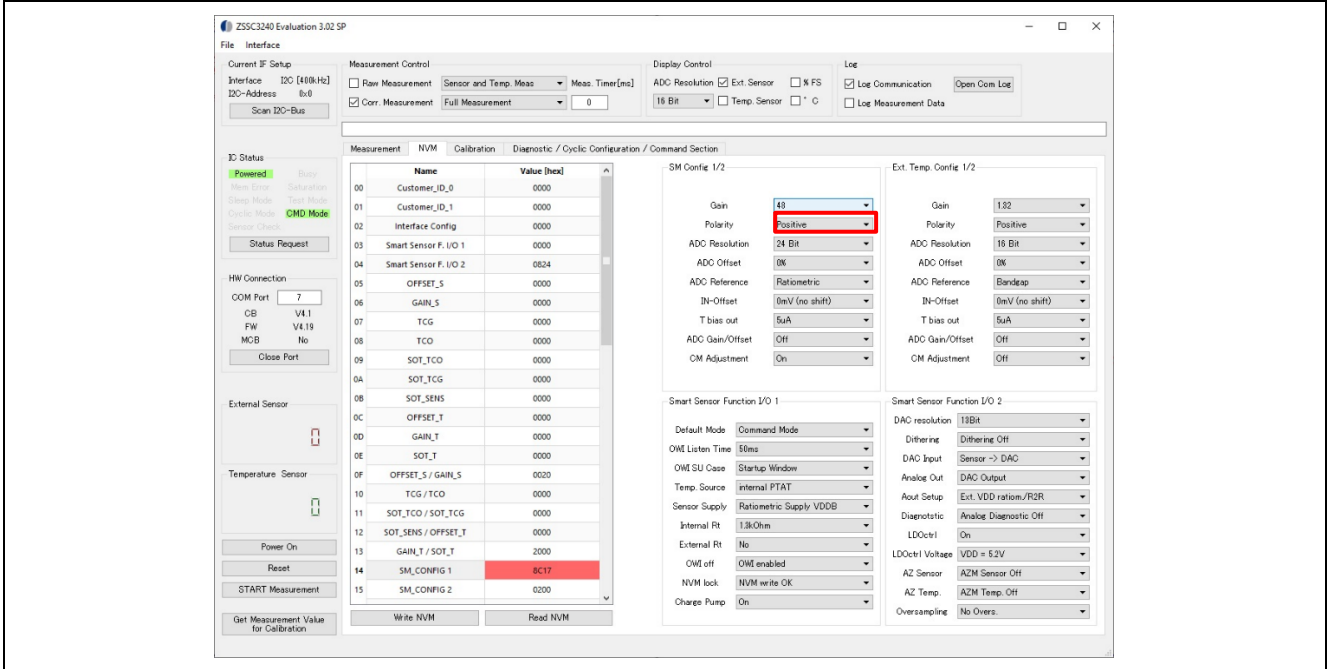 ZSSC3240 Evaluation 3.02 SP
File Interface
Current IF Setup
Interface I2C [400kHz]
I2C-Address 0x0
Scan I2C-Bus
Measurement Control
Raw Measurement Sensor and Temp. Meas Meas. Timer[ms]
Corr. Measurement Full Measurement 0
Display Control
ADC Resolution Ext. Sensor % FS
16 Bit Temp. Sensor ° C
Log
Log Communication Open Com Log
Log Measurement Data
IC Status
Powered Busy
Mem. Error Saturation
Sleep Mode Test Mode
Cyclic Mode CMD Mode
Sensor Check
Status Request
HW Connection
COM Port 7
CB V4.1
FW V4.19
MCB No
Close Port
External Sensor
0
Temperature Sensor
0
Power On
Reset
START Measurement
Get Measurement Value
for Calibration
Measurement NVM Calibration Diagnostic / Cyclic Configuration / Command Section
Name Value [hex]
00 Customer_ID_0 0000
01 Customer_ID_1 0000
02 Interface Config 0000
03 Smart Sensor F. I/O 1 0000
04 Smart Sensor F. I/O 2 0824
05 OFFSET_S 0000
06 GAIN_S 0000
07 TCG 0000
08 TCO 0000
09 SOT_TCO 0000
0A SOT_TCG 0000
0B SOT_SENS 0000
0C OFFSET_T 0000
0D GAIN_T 0000
0E SOT_T 0000
0F OFFSET_S / GAIN_S 0020
10 TCG / TCO 0000
11 SOT_TCO / SOT_TCG 0000
12 SOT_SENS / OFFSET_T 0000
13 GAIN_T / SOT_T 2000
14 SM_CONFIG 1 8C17
15 SM_CONFIG 2 0200
Write NVM Read NVM
SM Config 1/2
Gain 48
Polarity Positive
ADC Resolution 24 Bit
ADC Offset 0%
ADC Reference Ratiometric
IN-Offset 0mV (no shift)
T bias out 5uA
ADC Gain/Offset Off
CM Adjustment On
Ext. Temp. Config 1/2
Gain 1.32
Polarity Positive
ADC Resolution 16 Bit
ADC Offset 0%
ADC Reference Bandgap
IN-Offset 0mV (no shift)
T bias out 5uA
ADC Gain/Offset Off
CM Adjustment Off
Smart Sensor Function I/O 1
Default Mode Command Mode
OWI Listen Time 50ms
OWI SU Case Startup Window
Temp. Source internal PTAT
Sensor Supply Ratiometric Supply VDDB
Internal Rt 1.3kOhm
External Rt No
OWI off OWI enabled
NVM lock NVM write OK
Charge Pump On
Smart Sensor Function I/O 2
DAC resolution 13Bit
Dithering Dithering Off
DAC Input Sensor -> DAC
Analog Out DAC Output
Aout Setup Ext. VDD ratiom./R2R
Diagnotstic Analog Diagnostic Off
LDOctrl On
LDOctrl Voltage VDD = 5.2V
AZ Sensor AZM Sensor Off
AZ Temp. AZM Temp. Off
Oversampling No Overs.